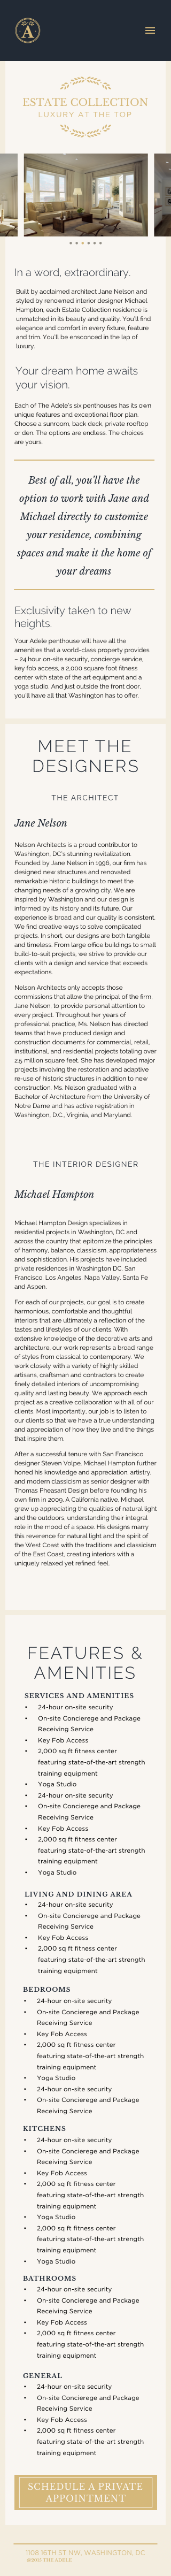 A
ESTATE COLLECTION
LUXURY AT THE TOP
In a word, extraordinary.
Built by acclaimed architect Jane Nelson and
styled by renowned interior designer Michael
Hampton, each Estate Collection residence is
unmatched in its beauty and quality. You'll find
elegance and comfort in every fixture, feature
and trim. You'll be ensconced in the lap of
luxury.
Your dream home awaits
your vision.
Each of The Adele's six penthouses has its own
unique features and exceptional floor plan.
Choose a sunroom, back deck, private rooftop
or den. The options are endless. The choices
are yours.
Best of all, you'll have the
option to work with Jane and
Michael directly to customize
your residence, combining
spaces and make it the home of
your dreams
Exclusivity taken to new
heights.
Your Adele penthouse will have all the
amenities that a world-class property provides
– 24 hour on-site security, concierge service,
key fob access, a 2,000 square foot fitness
center with state of the art equipment and a
yoga studio. And just outside the front door,
you'll have all that Washington has to offer.
MEET THE
DESIGNERS
THE ARCHITECT
Jane Nelson
Nelson Architects is a proud contributor to
Washington, DC's stunning revitalization.
Founded by Jane Nelson in 1996, our firm has
designed new structures and renovated
remarkable historic buildings to meet the
changing needs of a growing city. We are
inspired by Washington and our design is
informed by its history and its future. Our
experience is broad and our quality is consistent.
We find creative ways to solve complicated
projects. In short, our designs are both tangible
and timeless. From large office buildings to small
build-to-suit projects, we strive to provide our
clients with a design and service that exceeds
expectations.
Nelson Architects only accepts those
commissions that allow the principal of the firm,
Jane Nelson, to provide personal attention to
every project. Throughout her years of
professional practice, Ms. Nelson has directed
teams that have produced design and
construction documents for commercial, retail,
institutional, and residential projects totaling over
2.5 million square feet. She has developed major
projects involving the restoration and adaptive
re-use of historic structures in addition to new
construction. Ms. Nelson graduated with a
Bachelor of Architecture from the University of
Notre Dame and has active registration in
Washington, D.C., Virginia, and Maryland.
THE INTERIOR DESIGNER
Michael Hampton
Michael Hampton Design specializes in
residential projects in Washington, DC and
across the country that epitomize the principles
of harmony, balance, classicism, appropriateness
and sophistication. His projects have included
private residences in Washington DC, San
Francisco, Los Angeles, Napa Valley, Santa Fe
and Aspen.
For each of our projects, our goal is to create
harmonious, comfortable and thoughtful
interiors that are ultimately a reflection of the
tastes and lifestyles of our clients. With
extensive knowledge of the decorative arts and
architecture, our work represents a broad range
of styles from classical to contemporary. We
work closely with a variety of highly skilled
artisans, craftsman and contractors to create
finely detailed interiors of uncompromising
quality and lasting beauty. We approach each
project as a creative collaboration with all of our
clients. Most importantly, our job is to listen to
our clients so that we have a true understanding
and appreciation of how they live and the things
that inspire them.
After a successful tenure with San Francisco
designer Steven Volpe, Michael Hampton further
honed his knowledge and appreciation, artistry,
and modern classicism as senior designer with
Thomas Pheasant Design before founding his
own firm in 2009. A California native, Michael
grew up appreciating the qualities of natural light
and the outdoors, understanding their integral
role in the mood of a space. His designs marry
this reverence for natural light and the spirit of
the West Coast with the traditions and classicism
of the East Coast, creating interiors with a
uniquely relaxed yet refined feel.
FEATURES &
AMENITIES
SERVICES AND AMENITIES
• 24-hour on-site security
• On-site Concierege and Package
Receiving Service
• Key Fob Access
• 2,000 sq ft fitness center
featuring state-of-the-art strength
training equipment
• Yoga Studio
• 24-hour on-site security
• On-site Concierege and Package
Receiving Service
• Key Fob Access
• 2,000 sq ft fitness center
featuring state-of-the-art strength
training equipment
• Yoga Studio
LIVING AND DINING AREA
• 24-hour on-site security
• On-site Concierege and Package
Receiving Service
• Key Fob Access
• 2,000 sq ft fitness center
featuring state-of-the-art strength
training equipment
BEDROOMS
• 24-hour on-site security
• On-site Concierege and Package
Receiving Service
• Key Fob Access
• 2,000 sq ft fitness center
featuring state-of-the-art strength
training equipment
• Yoga Studio
• 24-hour on-site security
• On-site Concierege and Package
Receiving Service
KITCHENS
• 24-hour on-site security
• On-site Concierege and Package
Receiving Service
• Key Fob Access
• 2,000 sq ft fitness center
featuring state-of-the-art strength
training equipment
• Yoga Studio
• 2,000 sq ft fitness center
featuring state-of-the-art strength
training equipment
• Yoga Studio
BATHROOMS
• 24-hour on-site security
• On-site Concierege and Package
Receiving Service
• Key Fob Access
• 2,000 sq ft fitness center
featuring state-of-the-art strength
training equipment
GENERAL
• 24-hour on-site security
• On-site Concierege and Package
Receiving Service
• Key Fob Access
• 2,000 sq ft fitness center
featuring state-of-the-art strength
training equipment
SCHEDULE A PRIVATE
APPOINTMENT
1108 16TH ST NW, WASHINGTON, DC
THE ADELE